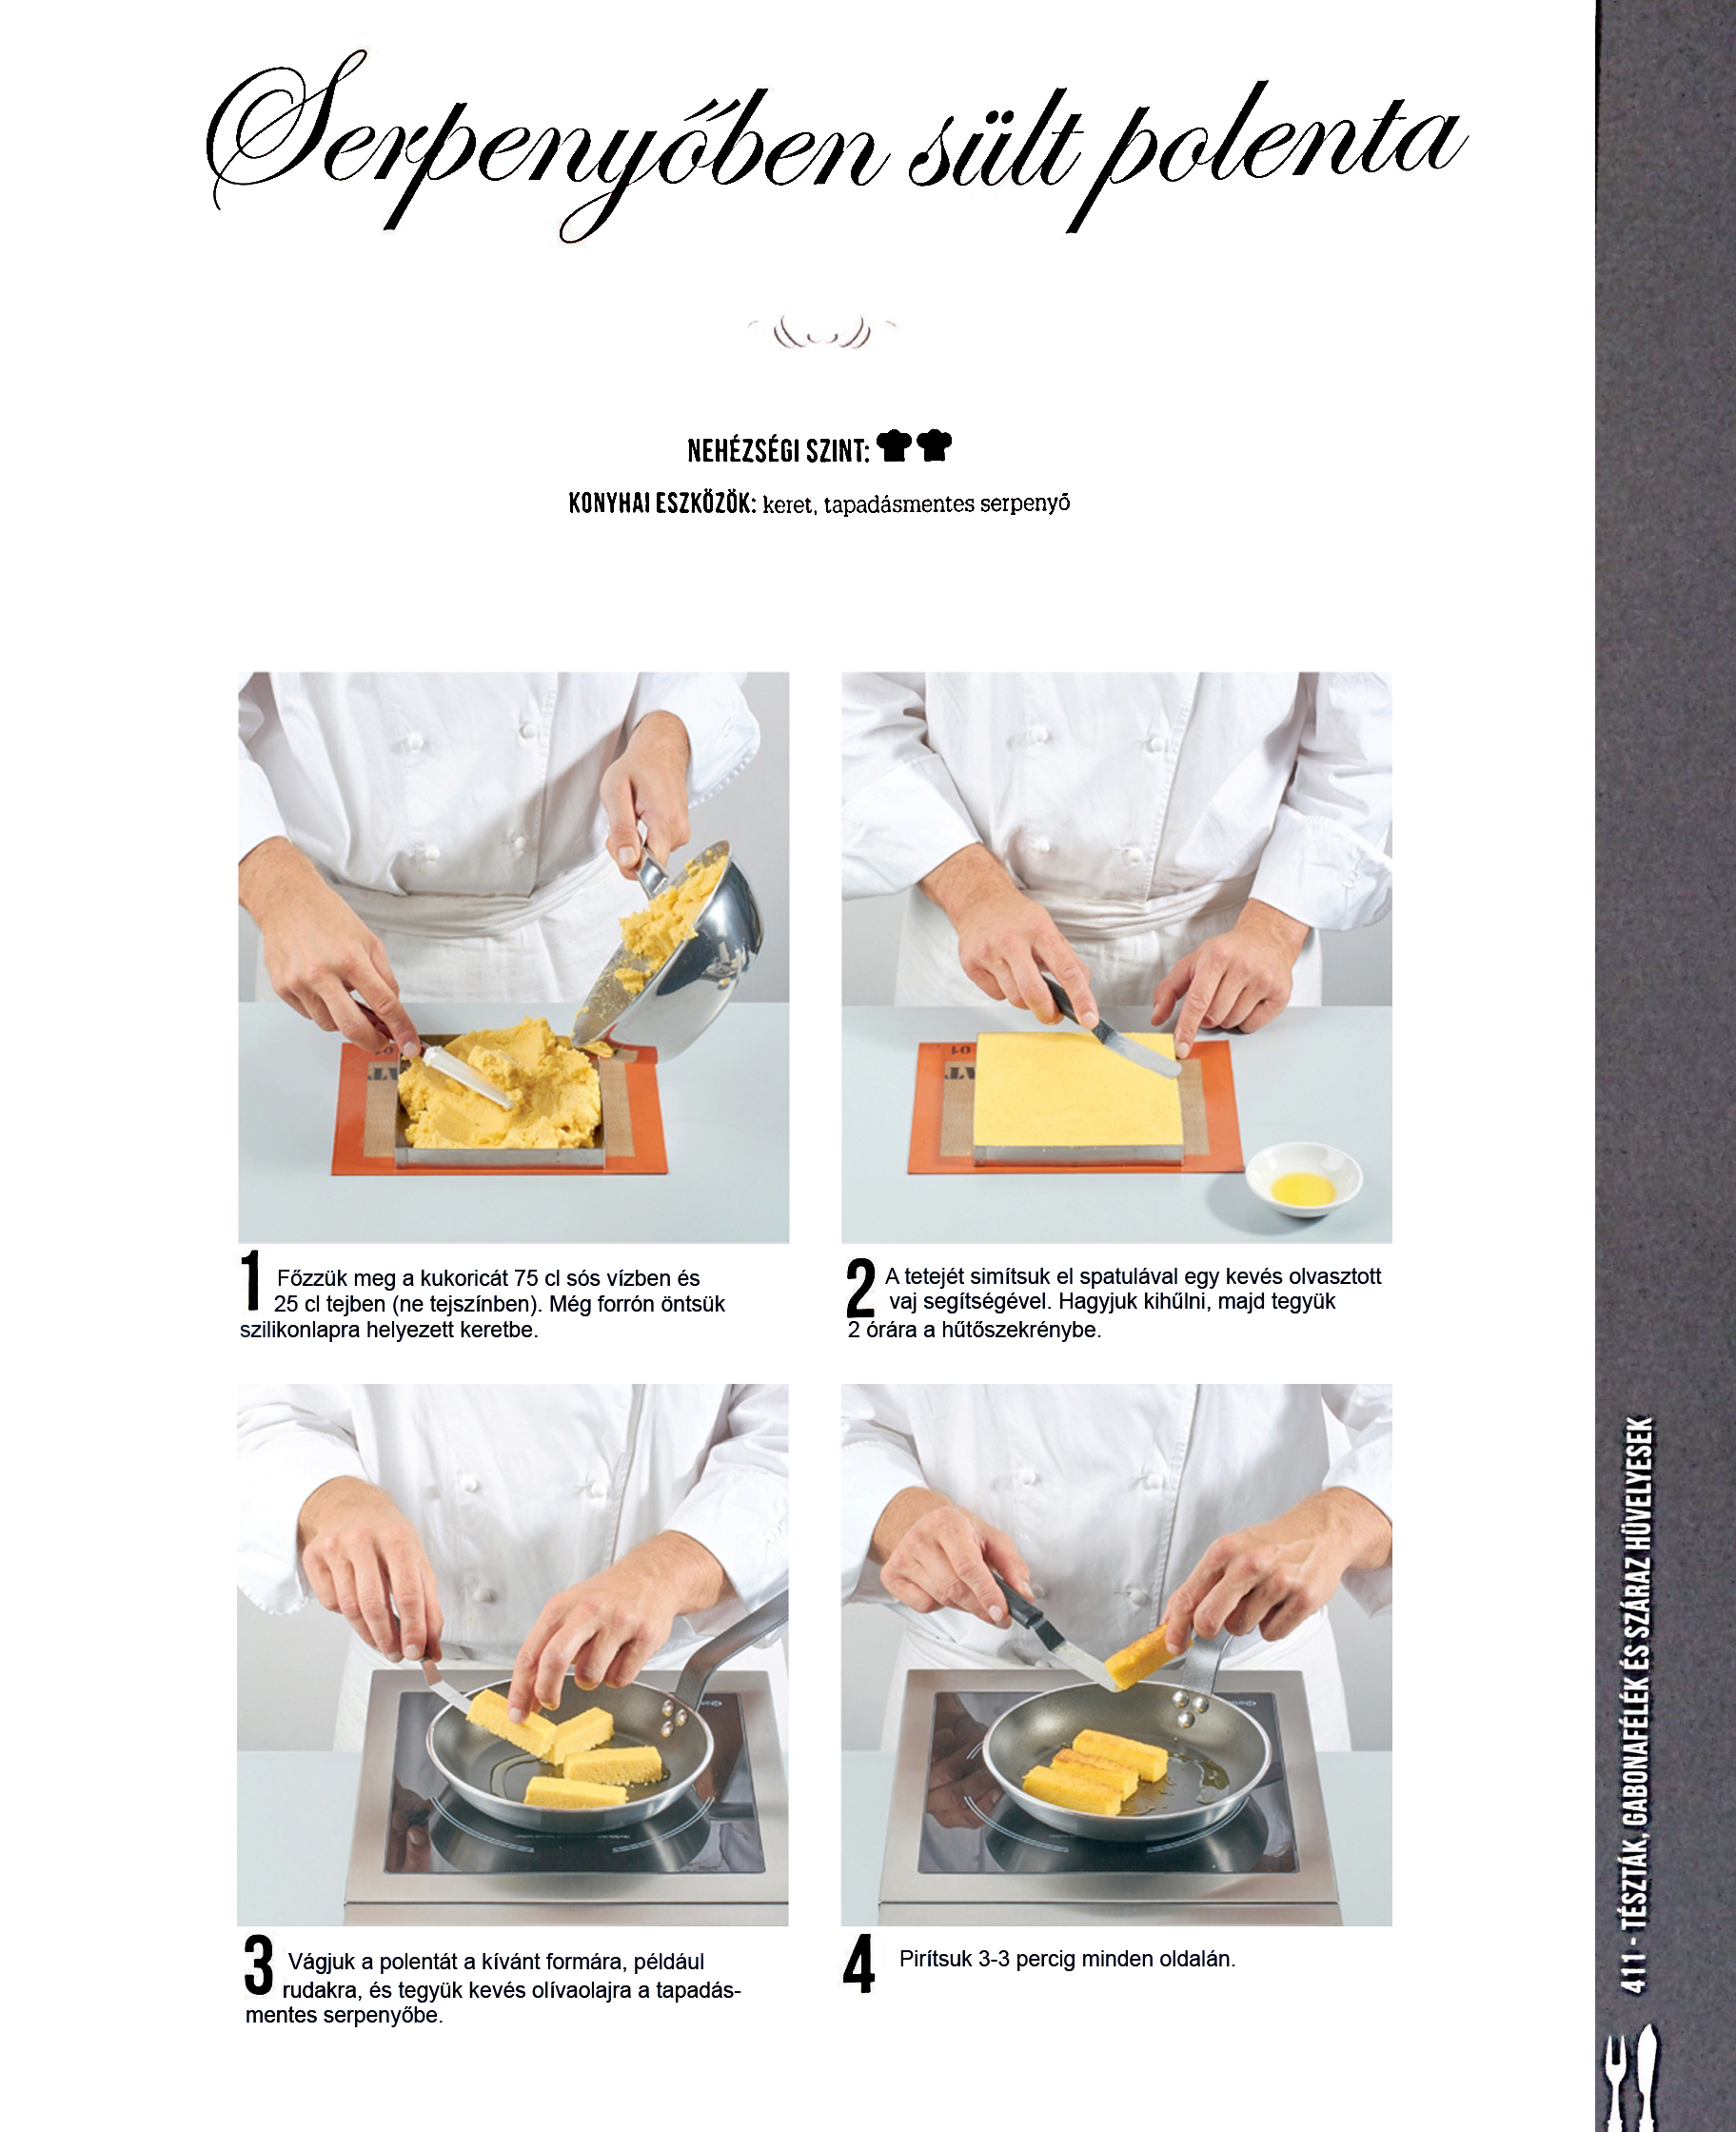 Serpenyőben sült polenta
NEHÉZSÉGI SZINT:
KONYHAI ESZKÖZÖK: keret, tapadásmentes serpenyő
1 Főzzük meg a kukoricát 75 cl sós vízben és
25 cl tejben (ne tejszínben). Még forrón öntsük
szilikonlapra helyezett keretbe.
2 A tetejét simítsuk el spatulával egy kevés olvasztott
vaj segítségével. Hagyjuk kihűlni, majd tegyük
2 órára a hűtőszekrénybe.
3 Vágjuk a polentát a kívánt formára, például
rudakra, és tegyük kevés olívaolajra a tapadás-
mentes serpenyőbe.
4 Pirítsuk 3-3 percig minden oldalán.
411 - TÉSZTÁK, GABONAFÉLÉK ÉS SZÁRAZ HÜVELYESEK